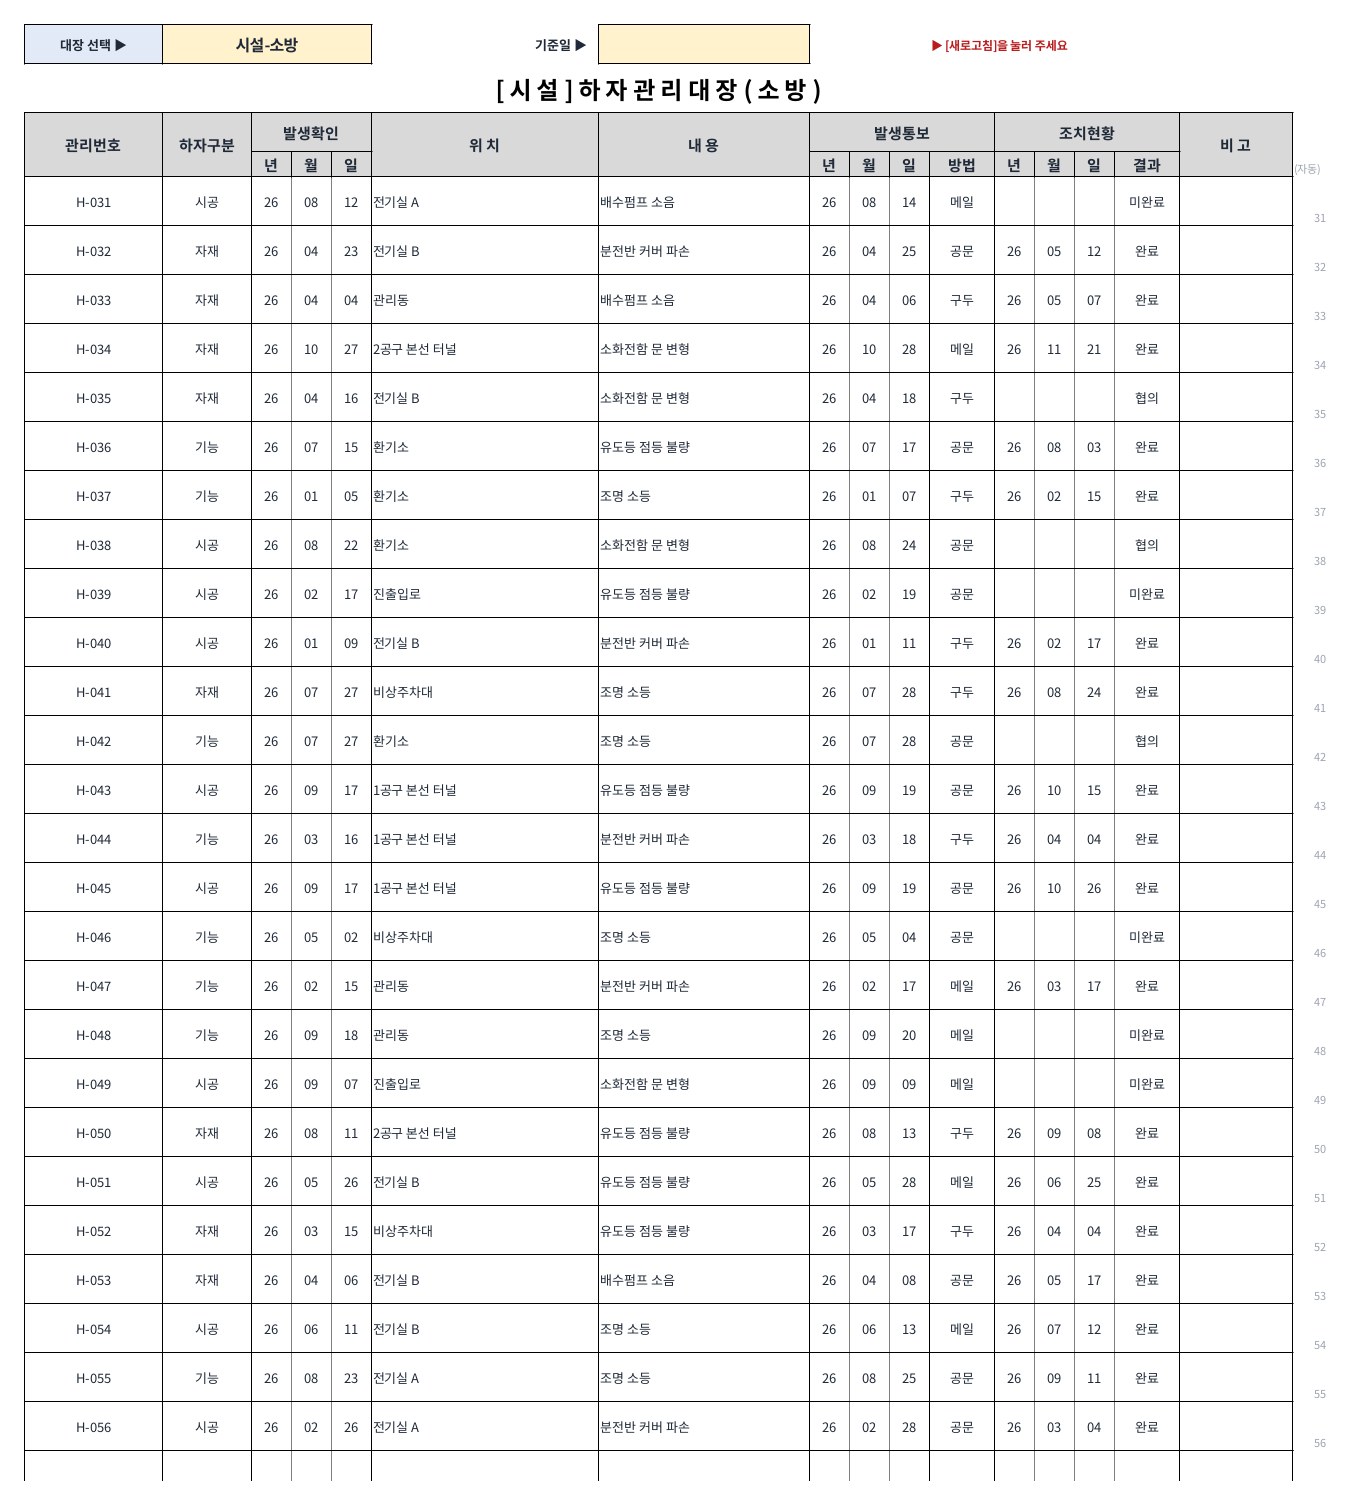 대장 선택 ▶ 시설-소방 기준일 ▶ ▶ [새로고침]을 눌러 주세요
[ 시 설 ] 하 자 관 리 대 장 ( 소 방 )
관리번호 하자구분 발생확인 위 치 내 용 발생통보 조치현황 비 고
년 월 일 년 월 일 방법 년 월 일 결과 (자동)
H-031 시공 26 08 12 전기실 A 배수펌프 소음 26 08 14 메일 미완료 31
H-032 자재 26 04 23 전기실 B 분전반 커버 파손 26 04 25 공문 26 05 12 완료 32
H-033 자재 26 04 04 관리동 배수펌프 소음 26 04 06 구두 26 05 07 완료 33
H-034 자재 26 10 27 2공구 본선 터널 소화전함 문 변형 26 10 28 메일 26 11 21 완료 34
H-035 자재 26 04 16 전기실 B 소화전함 문 변형 26 04 18 구두 협의 35
H-036 기능 26 07 15 환기소 유도등 점등 불량 26 07 17 공문 26 08 03 완료 36
H-037 기능 26 01 05 환기소 조명 소등 26 01 07 구두 26 02 15 완료 37
H-038 시공 26 08 22 환기소 소화전함 문 변형 26 08 24 공문 협의 38
H-039 시공 26 02 17 진출입로 유도등 점등 불량 26 02 19 공문 미완료 39
H-040 시공 26 01 09 전기실 B 분전반 커버 파손 26 01 11 구두 26 02 17 완료 40
H-041 자재 26 07 27 비상주차대 조명 소등 26 07 28 구두 26 08 24 완료 41
H-042 기능 26 07 27 환기소 조명 소등 26 07 28 공문 협의 42
H-043 시공 26 09 17 1공구 본선 터널 유도등 점등 불량 26 09 19 공문 26 10 15 완료 43
H-044 기능 26 03 16 1공구 본선 터널 분전반 커버 파손 26 03 18 구두 26 04 04 완료 44
H-045 시공 26 09 17 1공구 본선 터널 유도등 점등 불량 26 09 19 공문 26 10 26 완료 45
H-046 기능 26 05 02 비상주차대 조명 소등 26 05 04 공문 미완료 46
H-047 기능 26 02 15 관리동 분전반 커버 파손 26 02 17 메일 26 03 17 완료 47
H-048 기능 26 09 18 관리동 조명 소등 26 09 20 메일 미완료 48
H-049 시공 26 09 07 진출입로 소화전함 문 변형 26 09 09 메일 미완료 49
H-050 자재 26 08 11 2공구 본선 터널 유도등 점등 불량 26 08 13 구두 26 09 08 완료 50
H-051 시공 26 05 26 전기실 B 유도등 점등 불량 26 05 28 메일 26 06 25 완료 51
H-052 자재 26 03 15 비상주차대 유도등 점등 불량 26 03 17 구두 26 04 04 완료 52
H-053 자재 26 04 06 전기실 B 배수펌프 소음 26 04 08 공문 26 05 17 완료 53
H-054 시공 26 06 11 전기실 B 조명 소등 26 06 13 메일 26 07 12 완료 54
H-055 기능 26 08 23 전기실 A 조명 소등 26 08 25 공문 26 09 11 완료 55
H-056 시공 26 02 26 전기실 A 분전반 커버 파손 26 02 28 공문 26 03 04 완료 56